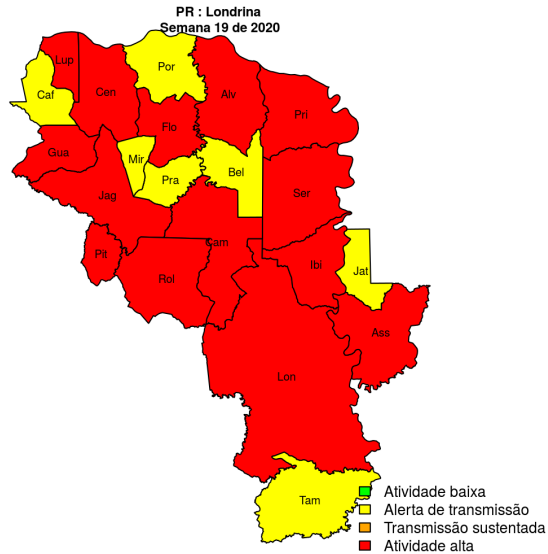 PR : Londrina
Semana 19 de 2020
Lup
Por
Caf
Cen
Alv
Pri
Flo
Gua
Mir
Pra
Bel
Jag
Ser
Cam
Pit
Rol
Ibi
Jat
Ass
Lon
Tam
Atividade baixa
Alerta de transmissão
Transmissão sustentada
Atividade alta